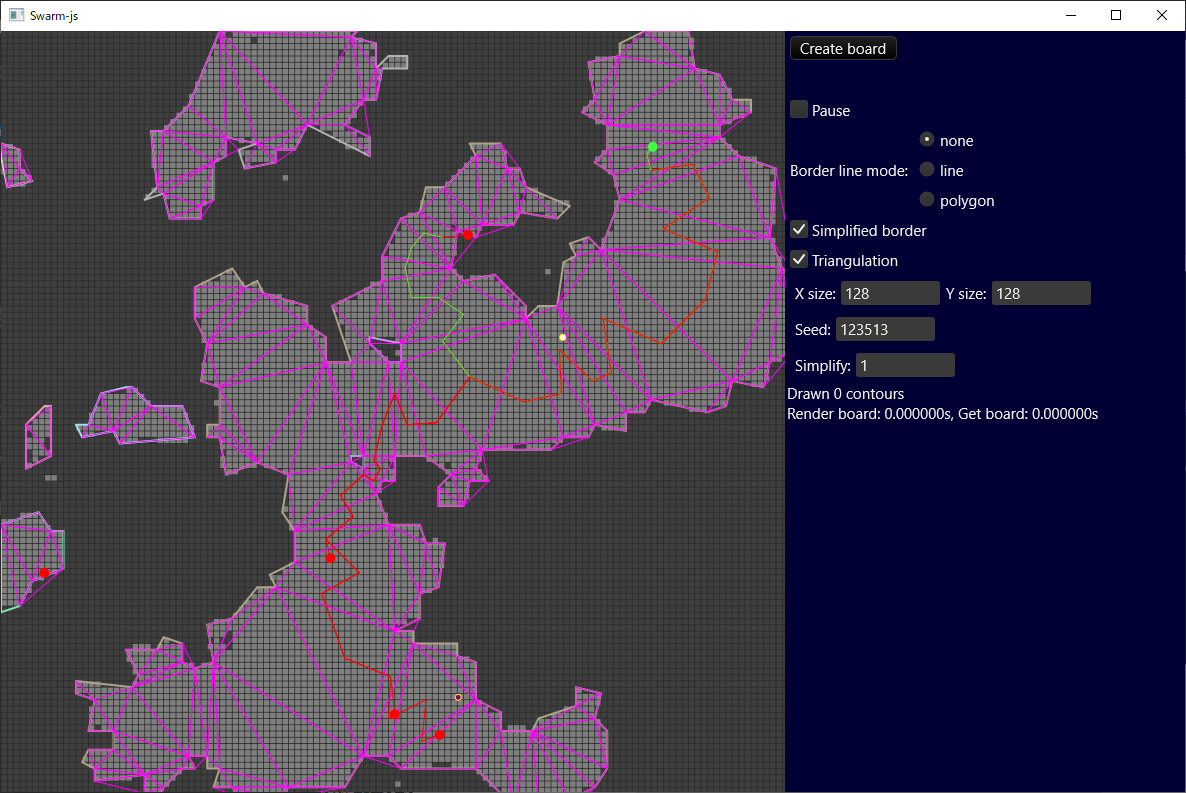 Swarm-js
Create board
Pause
none
Border line mode: line
polygon
Simplified border
Triangulation
X size: 128 Y size: 128
Seed: 123513
Simplify: 1
Drawn 0 contours
Render board: 0.000000s, Get board: 0.000000s